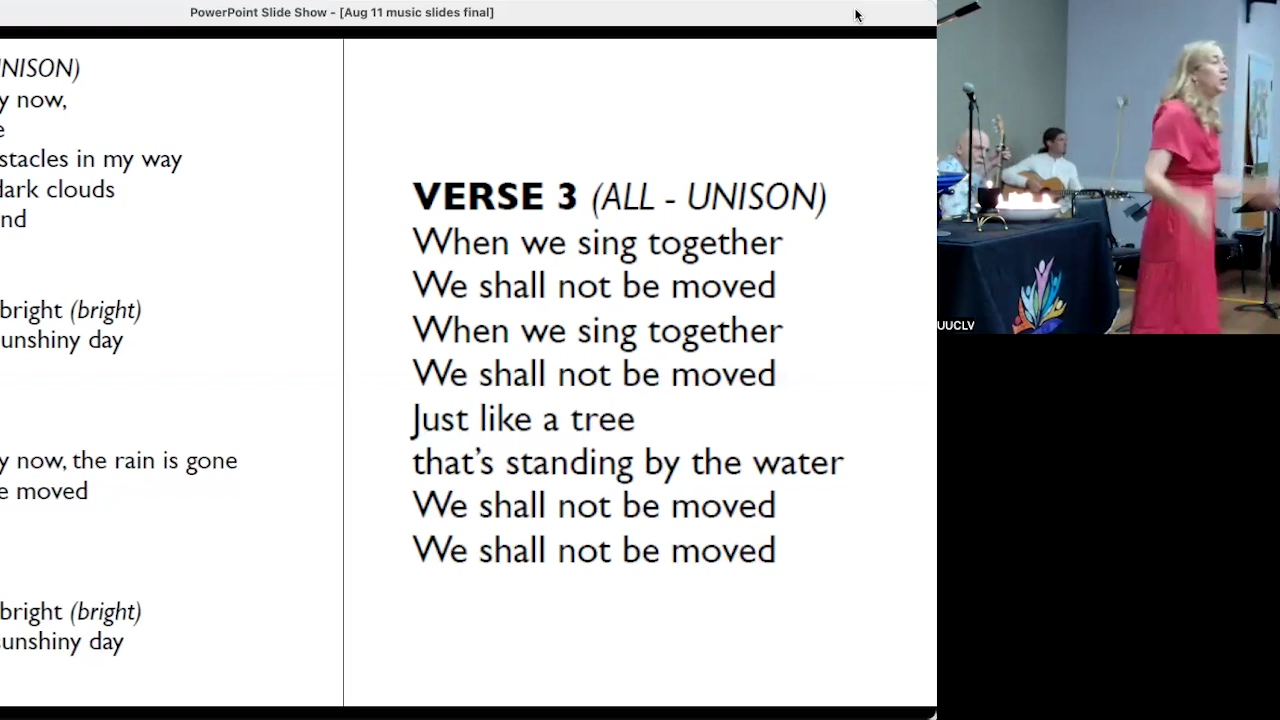 PowerPoint Slide Show - [Aug 11 music slides final]
NISON)
y now,
e
stacles in my way
dark clouds
nd
bright (bright)
unshiny day
y now, the rain is gone
e moved
bright (bright)
sunshiny day
VERSE 3 (ALL - UNISON)
When we sing together
We shall not be moved
When we sing together
We shall not be moved
Just like a tree
that’s standing by the water
We shall not be moved
We shall not be moved
UUCLV